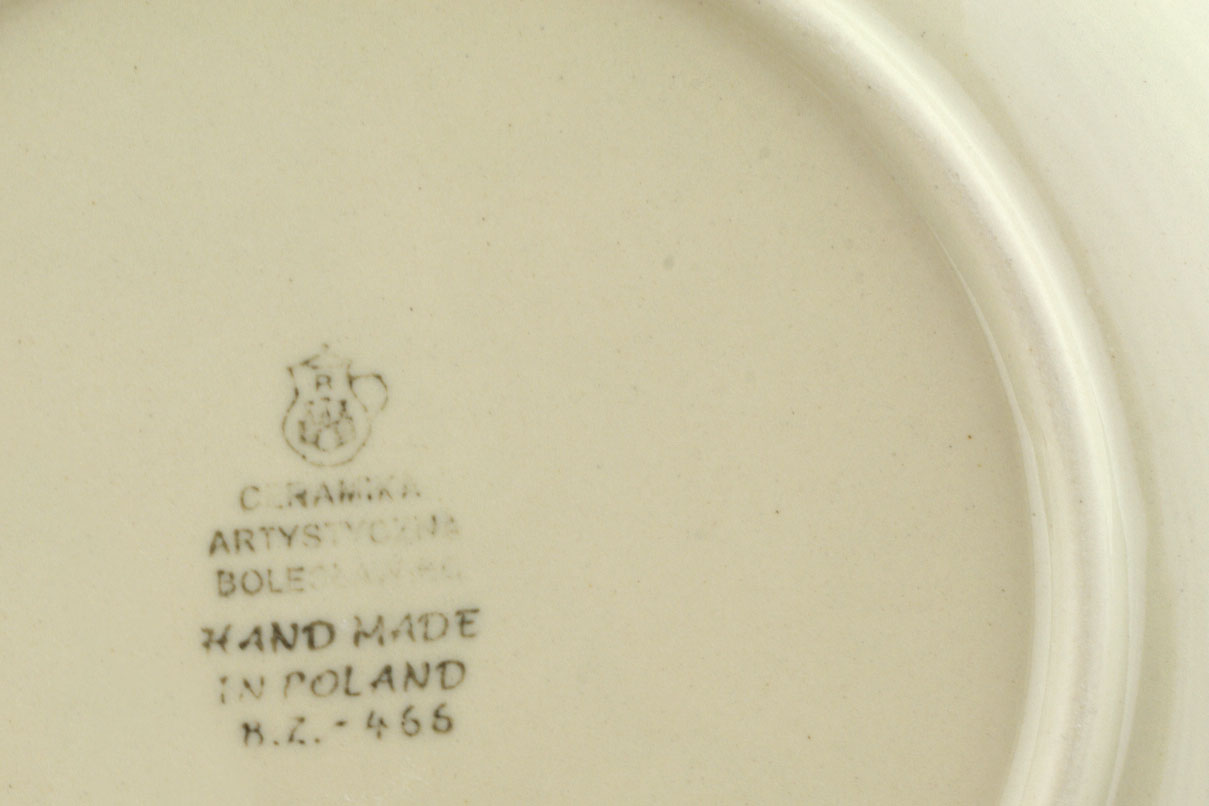 CERAMIKA
ARTYSTYCZNA
HAND MADE
IN POLAND
B.Z.-466